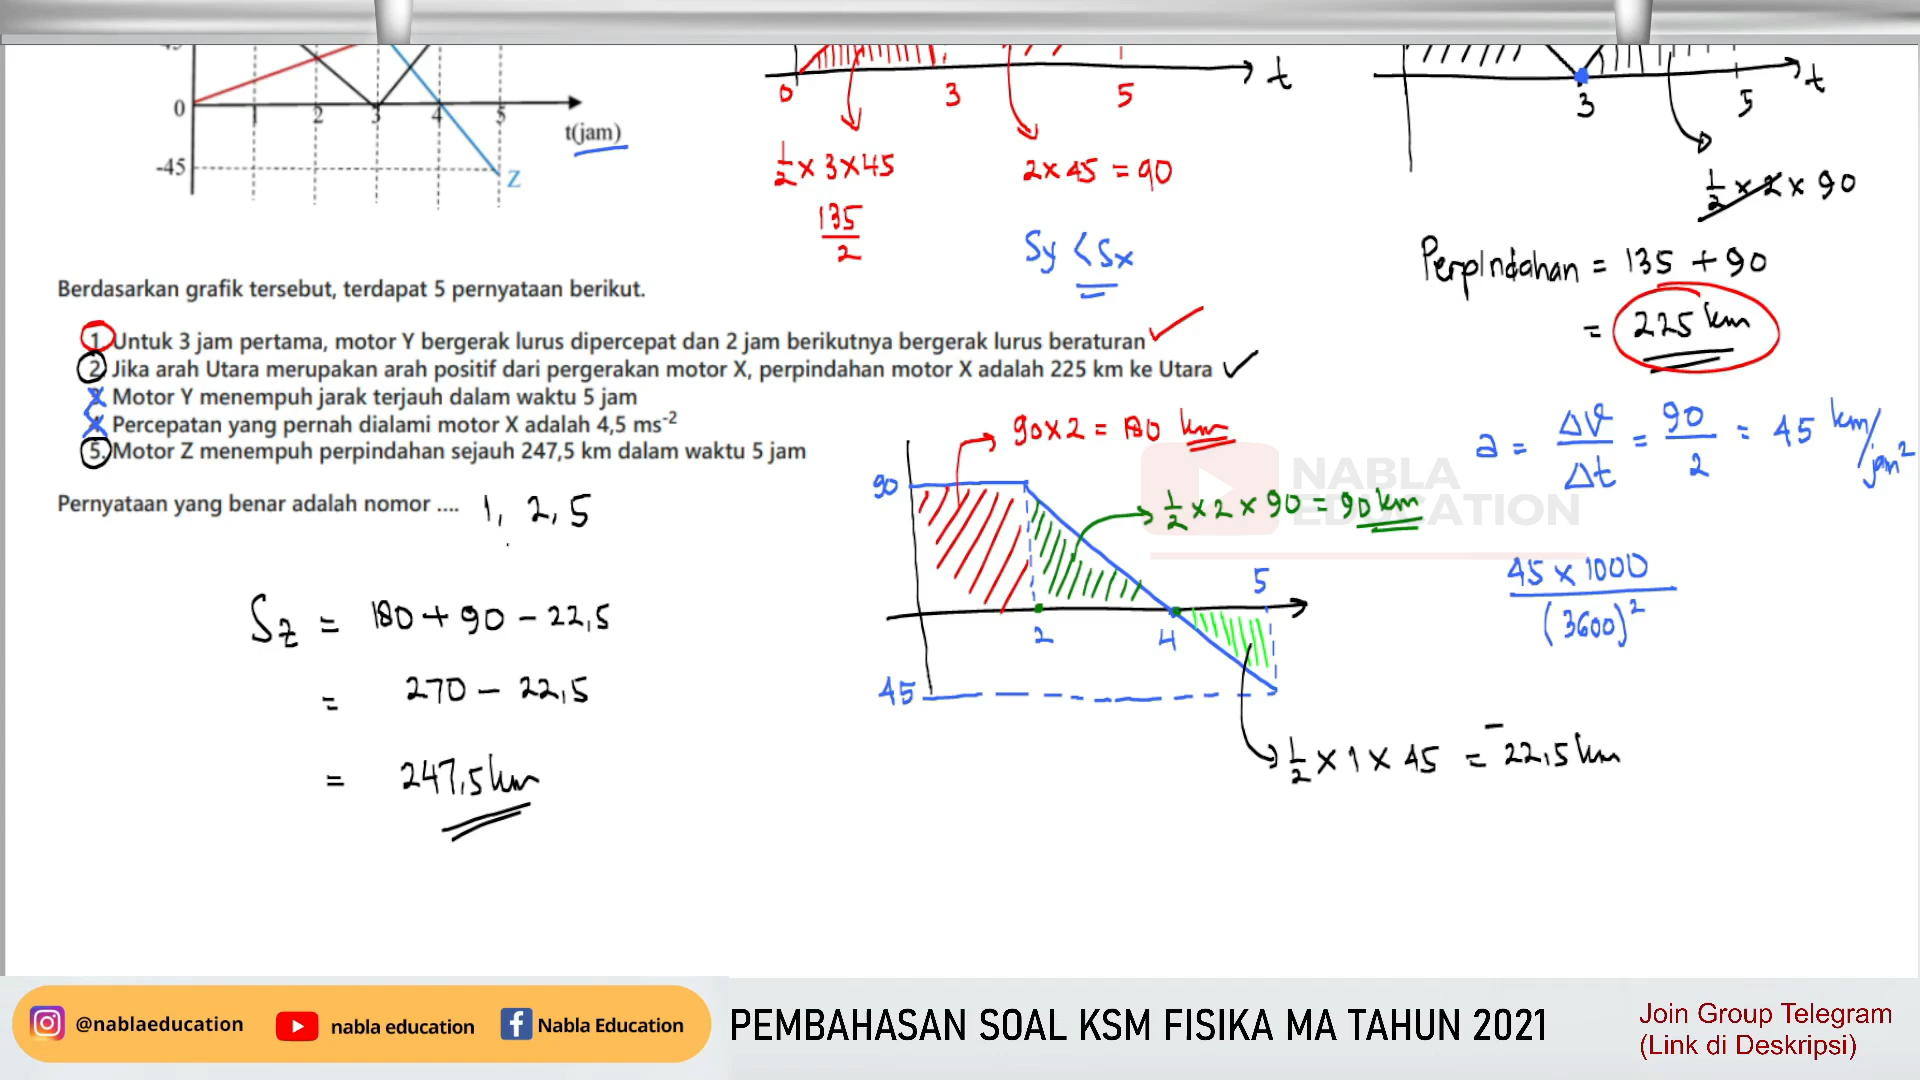 0
1
2
3
4
5
t(jam)
-45
Z
0
3
5
t
1/2 × 3 × 45
135/2
2 × 45 = 90
Sy < Sx
3
5
t
1/2 × 2 × 90
Perpindahan = 135 + 90
= 225 km
Berdasarkan grafik tersebut, terdapat 5 pernyataan berikut.
1. Untuk 3 jam pertama, motor Y bergerak lurus dipercepat dan 2 jam berikutnya bergerak lurus beraturan
2. Jika arah Utara merupakan arah positif dari pergerakan motor X, perpindahan motor X adalah 225 km ke Utara
Motor Y menempuh jarak terjauh dalam waktu 5 jam
4. Percepatan yang pernah dialami motor X adalah 4,5 ms⁻²
5. Motor Z menempuh perpindahan sejauh 247,5 km dalam waktu 5 jam
Pernyataan yang benar adalah nomor .... 1, 2, 5
Sz = 180 + 90 - 22,5
= 270 - 22,5
= 247,5 km
90 × 2 = 180 km
90
1/2 × 2 × 90 = 90 km
2
4
5
45
1/2 × 1 × 45 = -22,5 km
a = Δv/Δt = 90/2 = 45 km/jam²
45 × 1000/(3600)²
NABLA
EDUCATION
@nablaeducation
nabla education
Nabla Education
PEMBAHASAN SOAL KSM FISIKA MA TAHUN 2021
Join Group Telegram
(Link di Deskripsi)